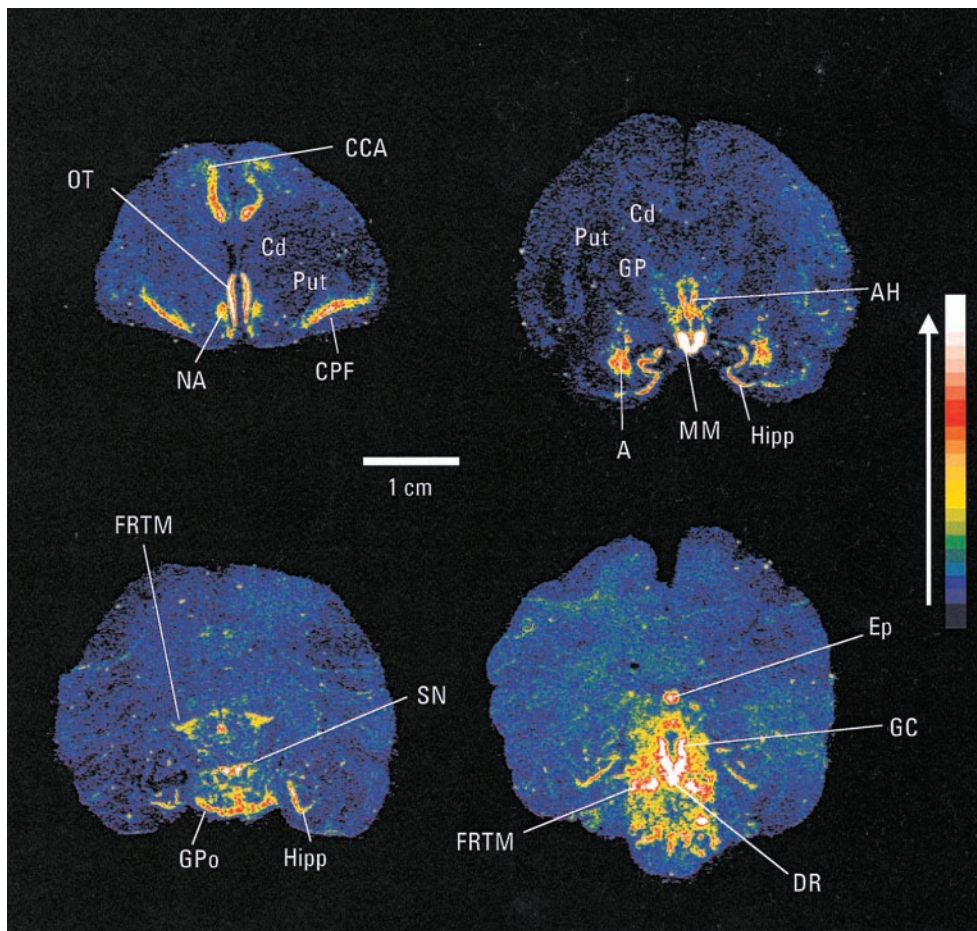 CCA
OT
Cd
Put
NA
CPF
Cd
Put
GP
AH
A
MM
Hipp
1 cm
FRTM
SN
GPo
Hipp
Ep
GC
FRTM
DR